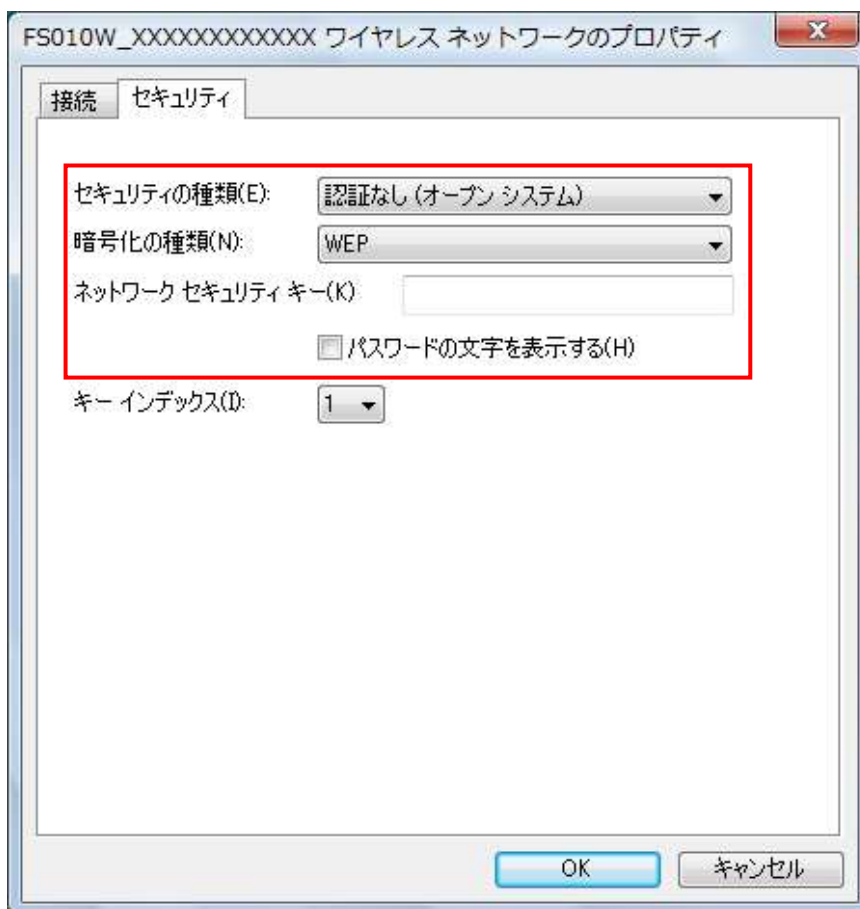 FS010W_XXXXXXXXXXXX ワイヤレス ネットワークのプロパティ
接続 セキュリティ
セキュリティの種類(E): 認証なし (オープン システム)
暗号化の種類(N): WEP
ネットワーク セキュリティ キー(K)
パスワードの文字を表示する(H)
キー インデックス(I): 1
OK キャンセル